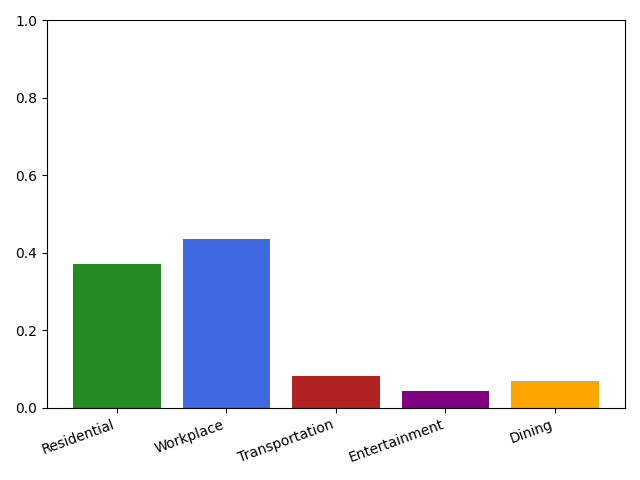 1.0
0.8
0.6
0.4
0.2
0.0
Residential
Workplace
Transportation
Entertainment
Dining